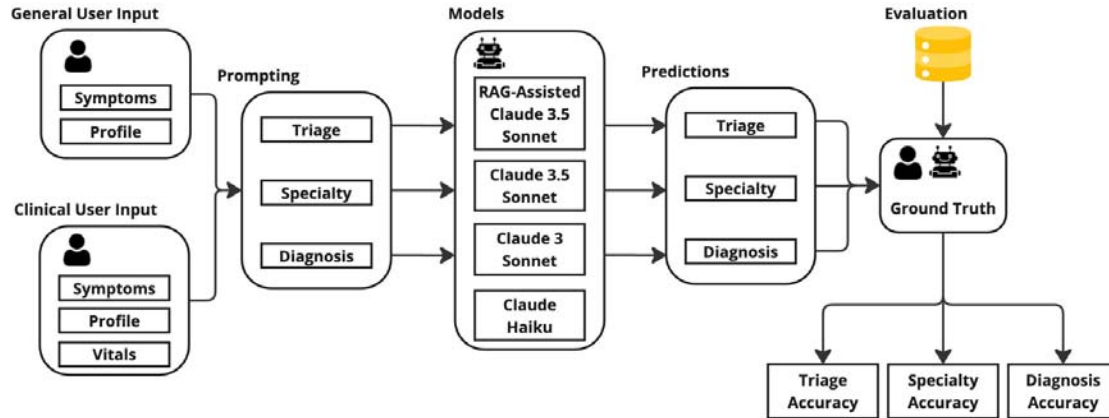 General User Input
Symptoms
Profile
Clinical User Input
Symptoms
Profile
Vitals
Prompting
Triage
Specialty
Diagnosis
Models
RAG-Assisted
Claude 3.5
Sonnet
Claude 3.5
Sonnet
Claude 3
Sonnet
Claude
Haiku
Predictions
Triage
Specialty
Diagnosis
Evaluation
Ground Truth
Triage
Accuracy
Specialty
Accuracy
Diagnosis
Accuracy